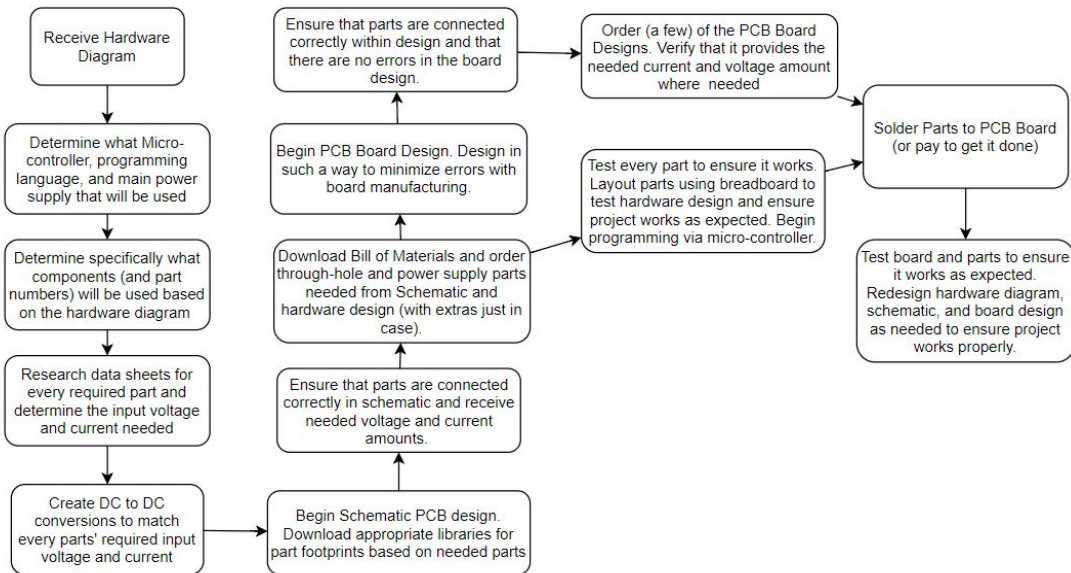 Receive Hardware
Diagram
Determine what Micro-
controller, programming
language, and main power
supply that will be used
Determine specifically what
components (and part
numbers) will be used based
on the hardware diagram
Research data sheets for
every required part and
determine the input voltage
and current needed
Create DC to DC
conversions to match
every parts' required input
voltage and current
Begin Schematic PCB design.
Download appropriate libraries for
part footprints based on needed parts
Ensure that parts are connected
correctly in schematic and receive
needed voltage and current
amounts.
Download Bill of Materials and order
through-hole and power supply parts
needed from Schematic and
hardware design (with extras just in
case).
Begin PCB Board Design. Design in
such a way to minimize errors with
board manufacturing.
Ensure that parts are connected
correctly within design and that
there are no errors in the board
design.
Order (a few) of the PCB Board
Designs. Verify that it provides the
needed current and voltage amount
where needed
Test every part to ensure it works.
Layout parts using breadboard to
test hardware design and ensure
project works as expected. Begin
programming via micro-controller.
Solder Parts to PCB Board
(or pay to get it done)
Test board and parts to ensure
it works as expected.
Redesign hardware diagram,
schematic, and board design
as needed to ensure project
works properly.